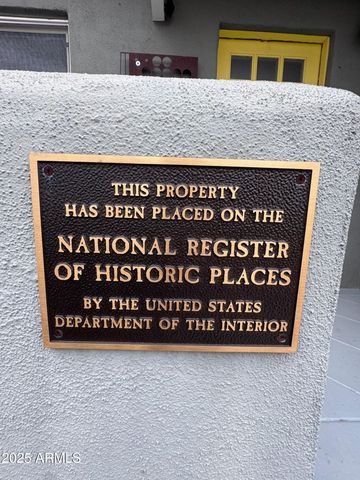 THIS PROPERTY
HAS BEEN PLACED ON THE
NATIONAL REGISTER
OF HISTORIC PLACES
BY THE UNITED STATES
DEPARTMENT OF THE INTERIOR
2025 ARMLS